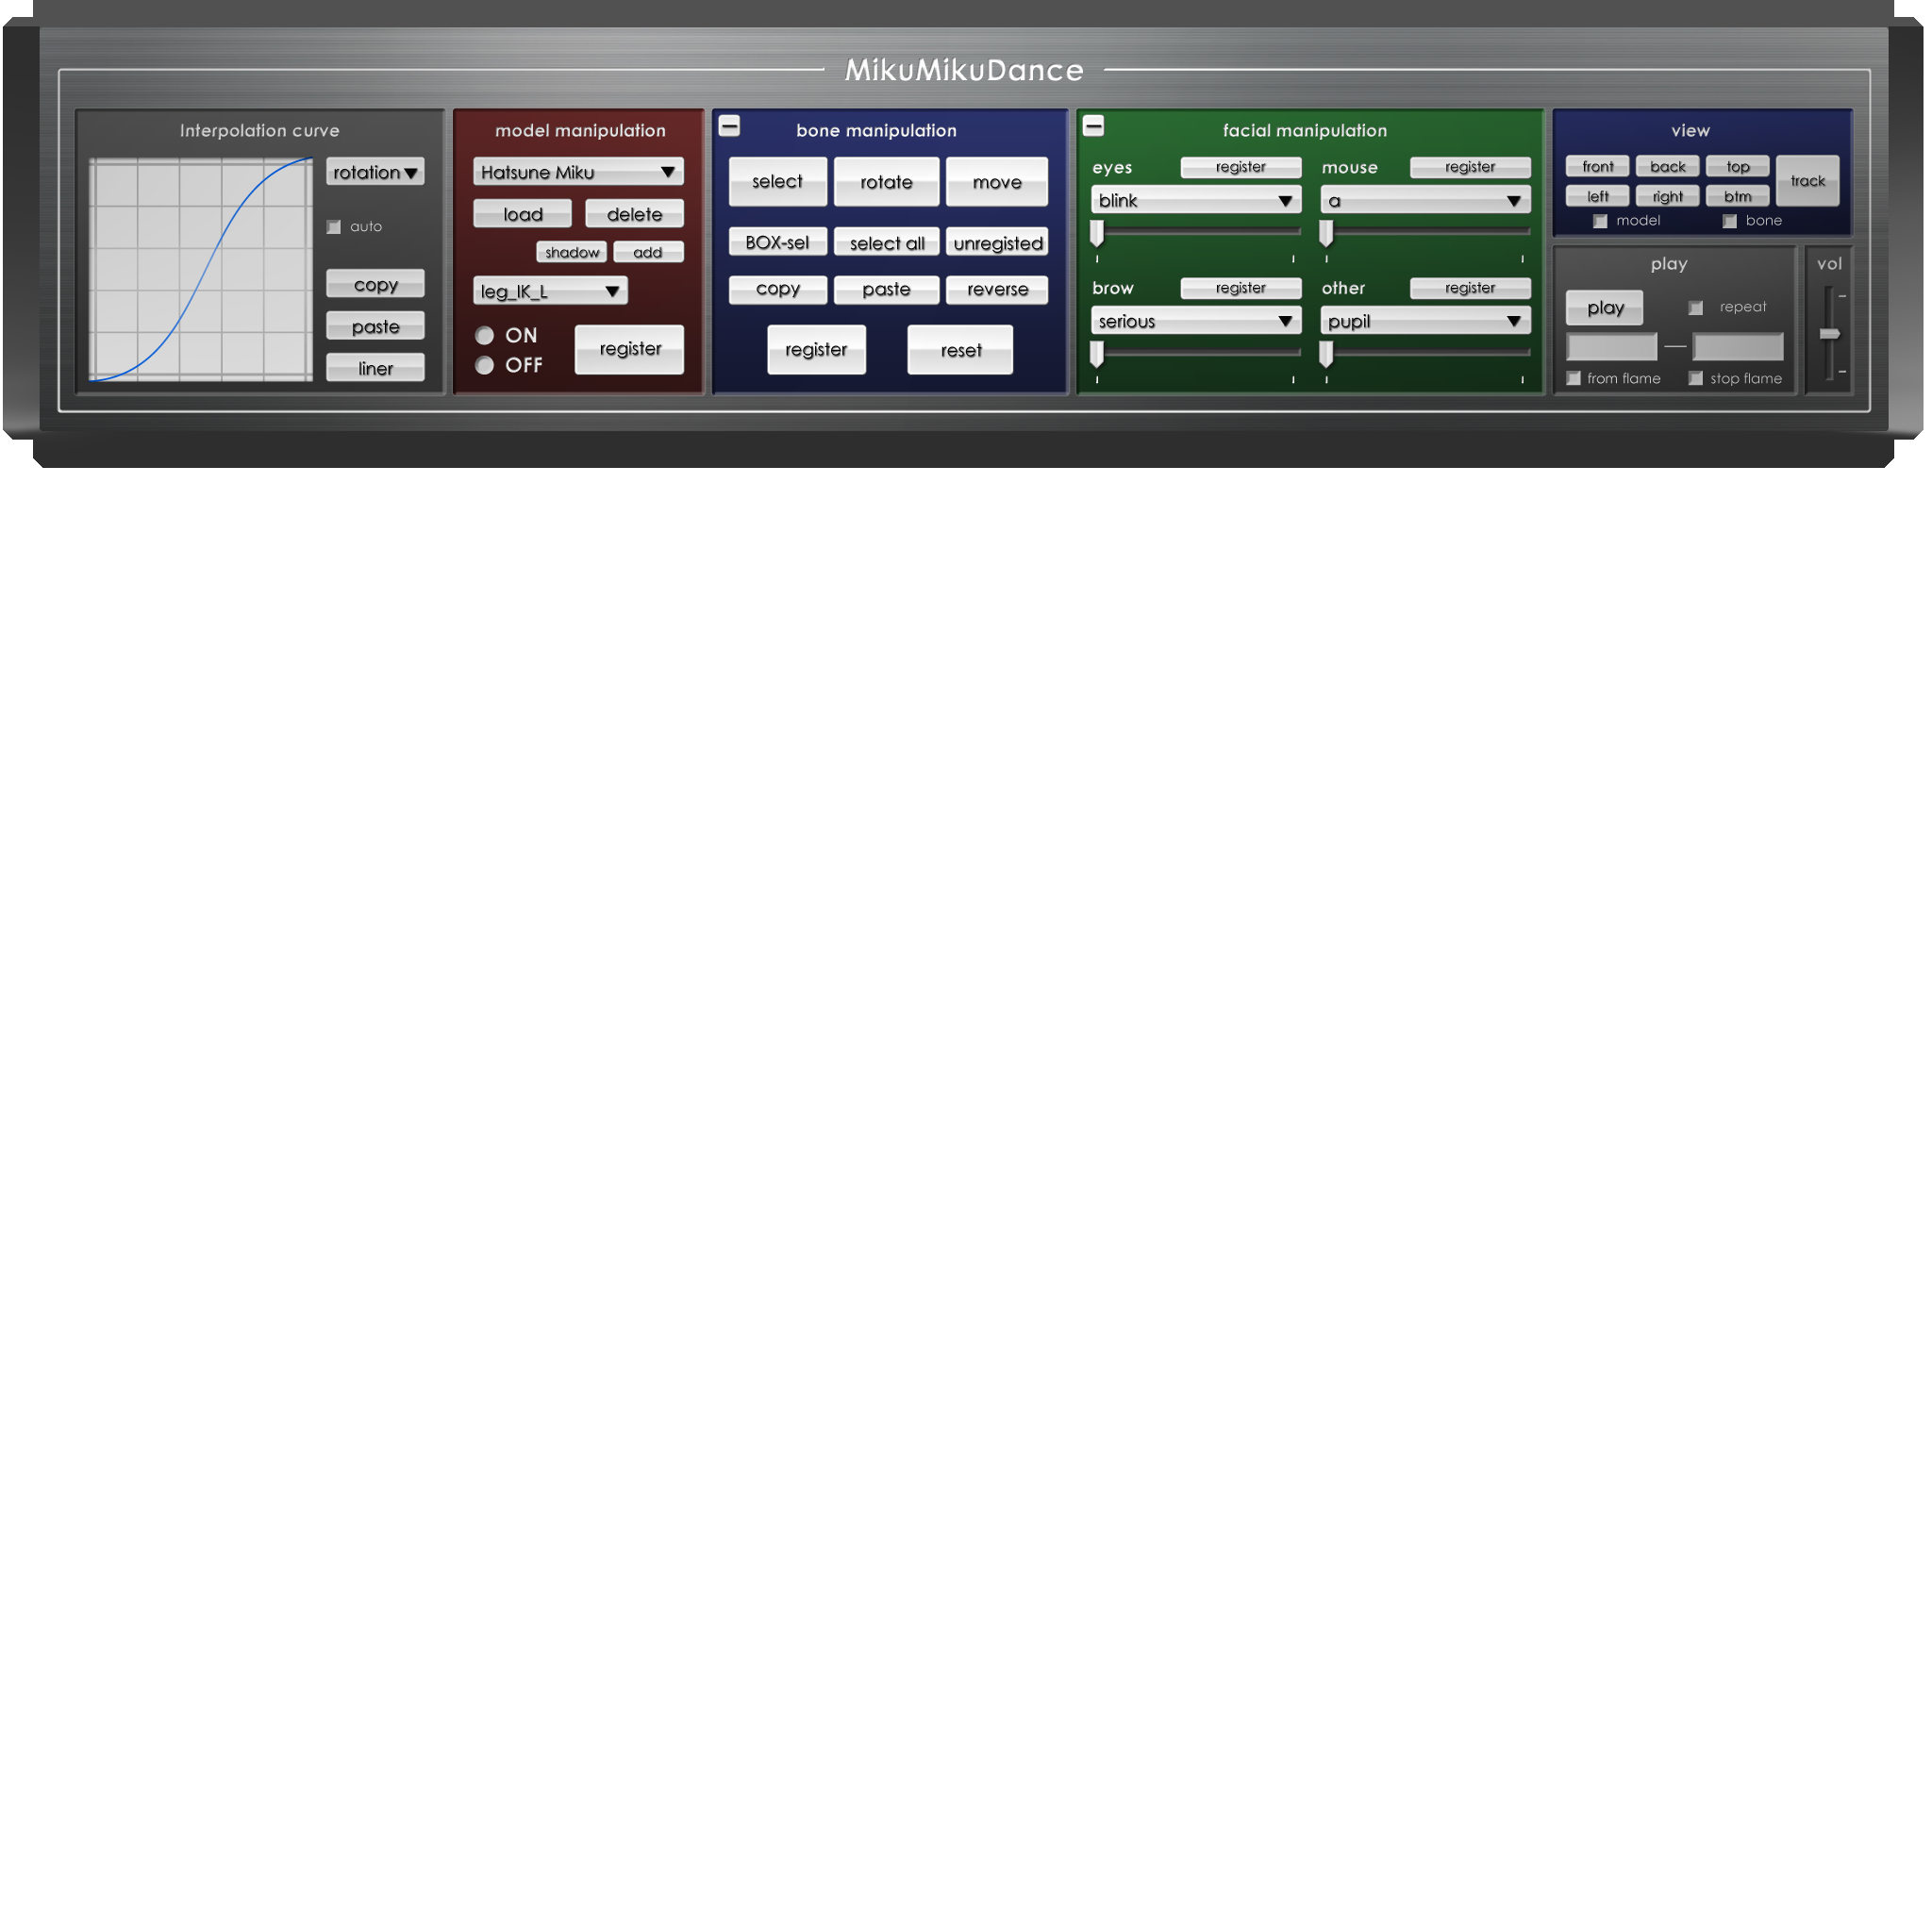 MikuMikuDance
Interpolation curve
rotation
auto
copy
paste
liner
model manipulation
Hatsune Miku
load delete
shadow add
leg_IK_L
ON
OFF
register
bone manipulation
select rotate move
BOX-sel select all unregisted
copy paste reverse
register reset
facial manipulation
eyes register
blink
mouse register
a
brow register
serious
other register
pupil
view
front back top
left right btm
track
model bone
play
play repeat
from flame stop flame
vol